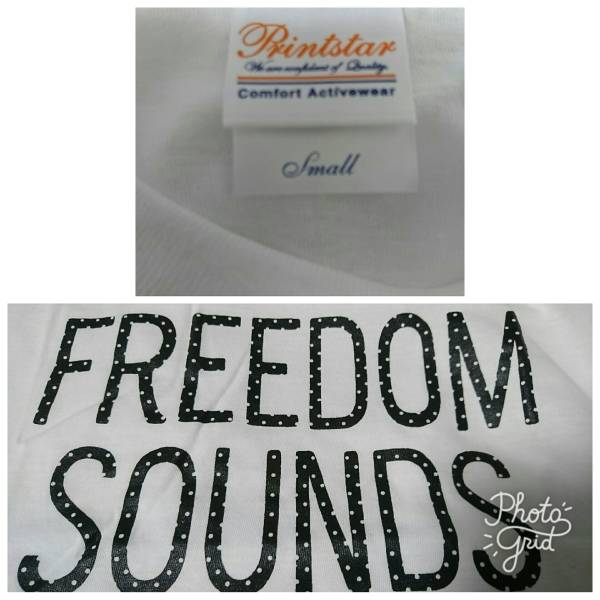 Printstar
We are confident of Quality.
Comfort Activewear
Small
FREEDOM
SOUNDS
Photo
Grid